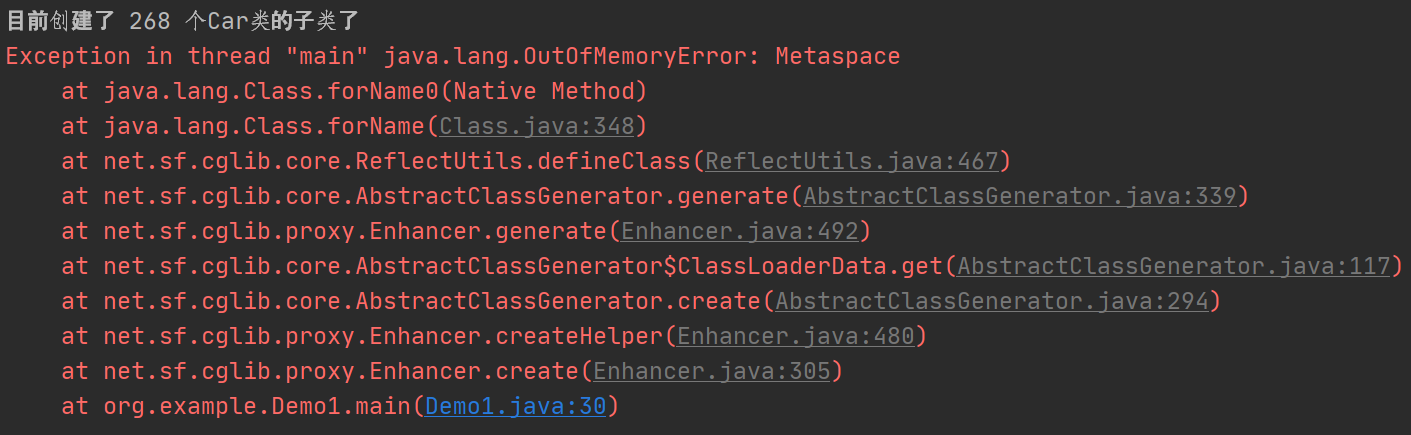 目前创建了 268 个Car类的子类了
Exception in thread "main" java.lang.OutOfMemoryError: Metaspace
    at java.lang.Class.forName0(Native Method)
    at java.lang.Class.forName(Class.java:348)
    at net.sf.cglib.core.ReflectUtils.defineClass(ReflectUtils.java:467)
    at net.sf.cglib.core.AbstractClassGenerator.generate(AbstractClassGenerator.java:339)
    at net.sf.cglib.proxy.Enhancer.generate(Enhancer.java:492)
    at net.sf.cglib.core.AbstractClassGenerator$ClassLoaderData.get(AbstractClassGenerator.java:117)
    at net.sf.cglib.core.AbstractClassGenerator.create(AbstractClassGenerator.java:294)
    at net.sf.cglib.proxy.Enhancer.createHelper(Enhancer.java:480)
    at net.sf.cglib.proxy.Enhancer.create(Enhancer.java:305)
    at org.example.Demo1.main(Demo1.java:30)